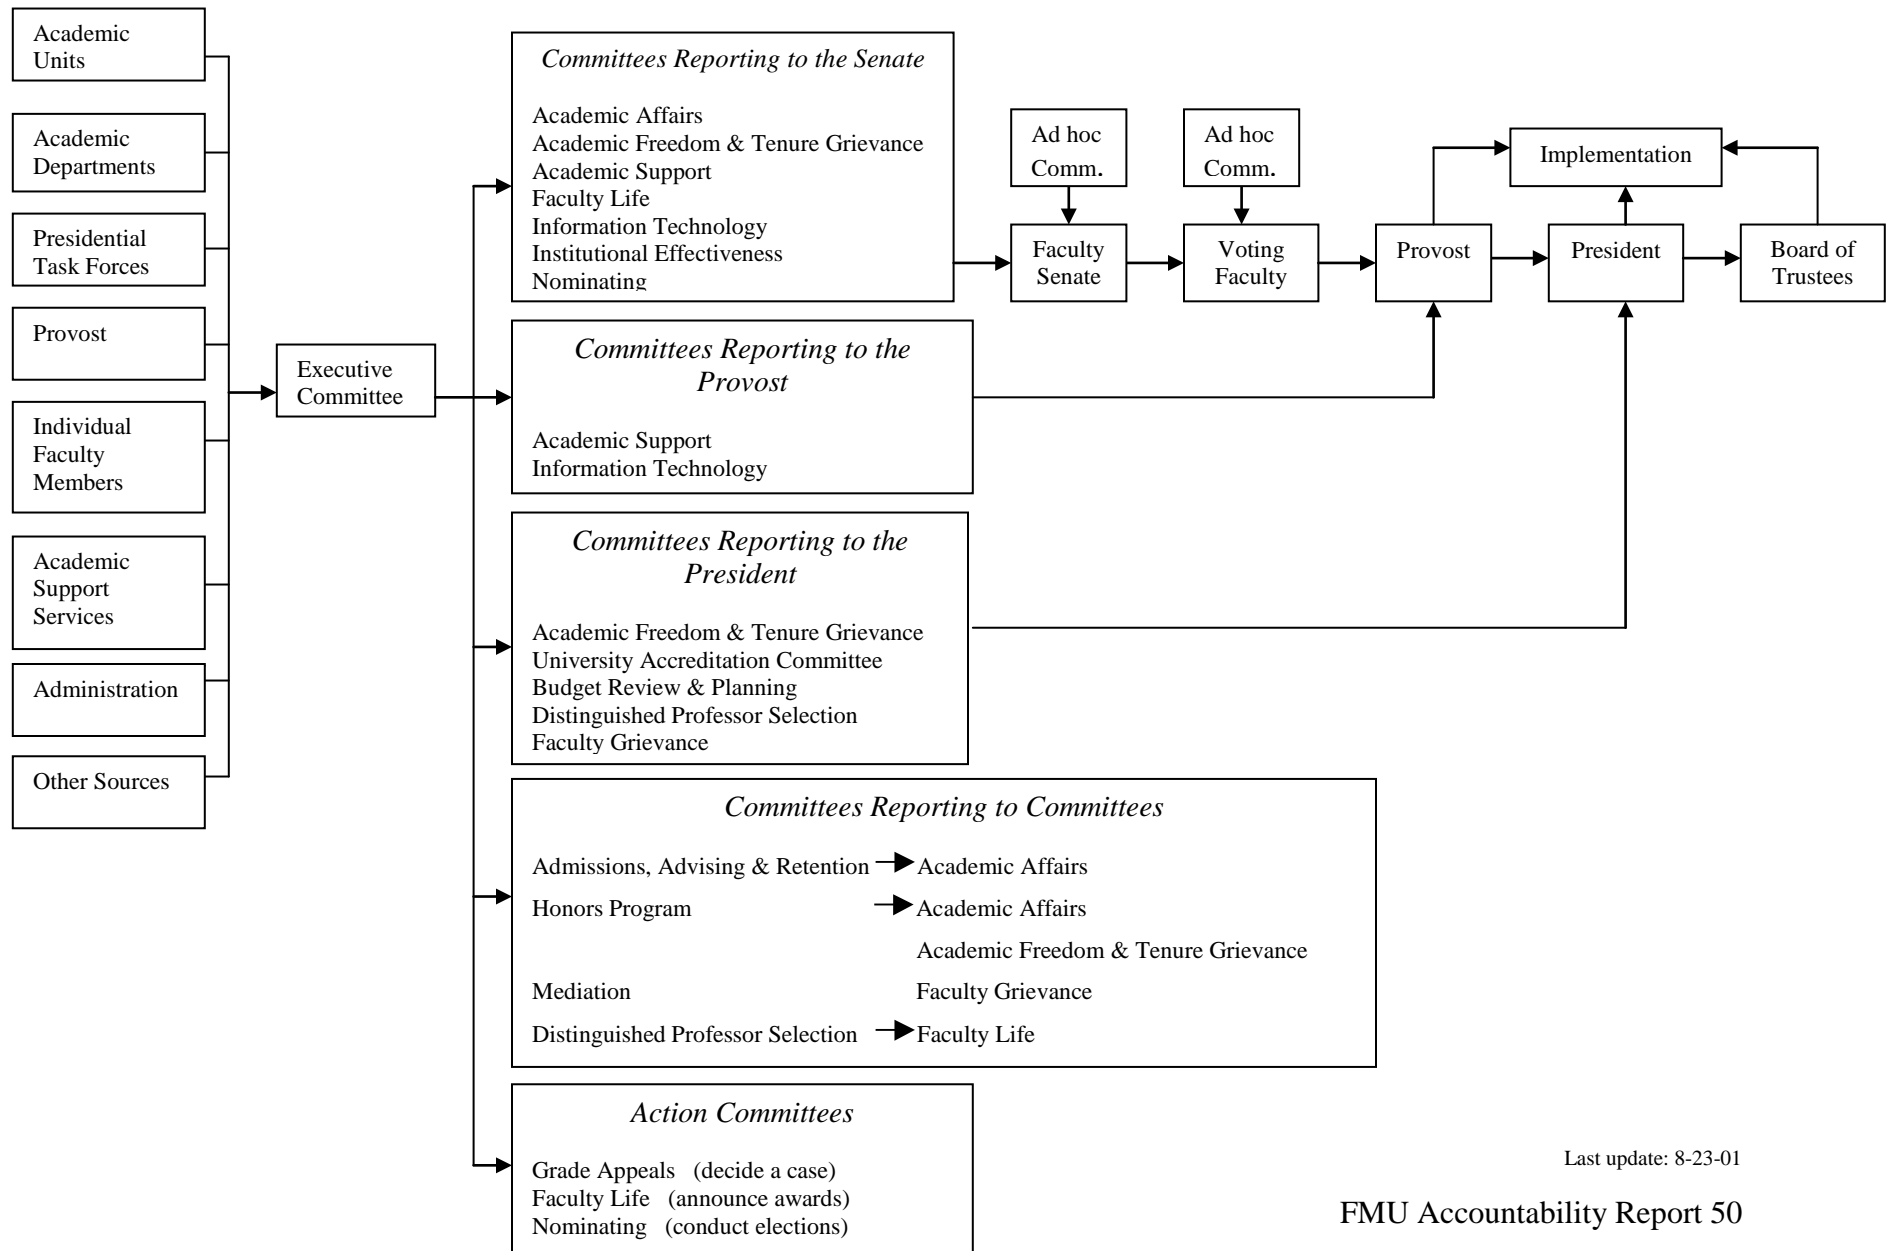 Academic
Units
Academic
Departments
Presidential
Task Forces
Provost
Individual
Faculty
Members
Academic
Support
Services
Administration
Other Sources
Executive
Committee
Committees Reporting to the Senate
Academic Affairs
Academic Freedom & Tenure Grievance
Academic Support
Faculty Life
Information Technology
Institutional Effectiveness
Nominating
Committees Reporting to the
Provost
Academic Support
Information Technology
Committees Reporting to the
President
Academic Freedom & Tenure Grievance
University Accreditation Committee
Budget Review & Planning
Distinguished Professor Selection
Faculty Grievance
Committees Reporting to Committees
Admissions, Advising & Retention Academic Affairs
Honors Program Academic Affairs
Academic Freedom & Tenure Grievance
Mediation Faculty Grievance
Distinguished Professor Selection Faculty Life
Action Committees
Grade Appeals (decide a case)
Faculty Life (announce awards)
Nominating (conduct elections)
Ad hoc
Comm.
Faculty
Senate
Ad hoc
Comm.
Voting
Faculty
Provost
Implementation
President
Board of
Trustees
Last update: 8-23-01
FMU Accountability Report 50